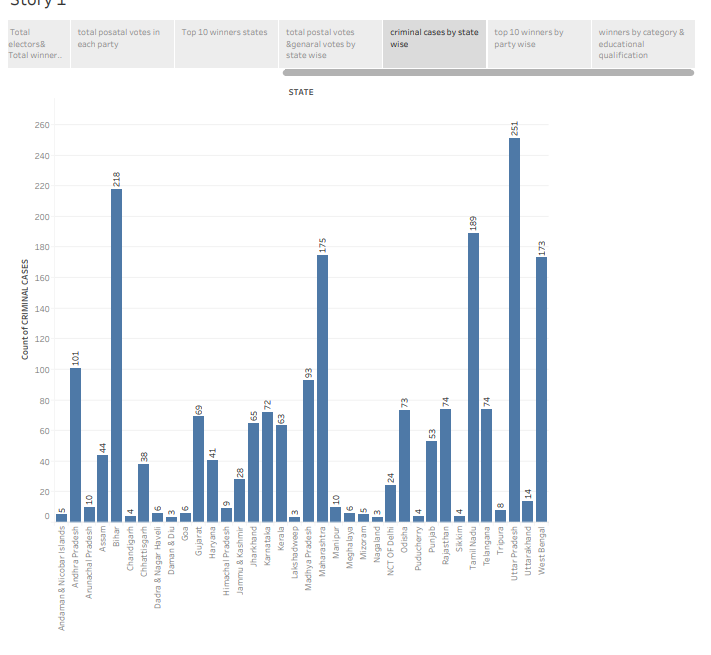 Story 1
Total
electors&
Total winner...
total posatal votes in
each party
Top 10 winners states
total postal votes
&genaral votes by
state wise
criminal cases by state
wise
top 10 winners by
party wise
winners by category &
educational
qualification
STATE
Count of CRIMINAL CASES
260
240
220
200
180
160
140
120
100
80
60
40
20
0
5
101
10
44
218
4
38
6
3
6
69
41
9
28
65
72
63
3
93
175
10
6
5
3
24
73
4
53
74
4
189
74
8
251
14
173
Andaman & Nicobar Islands
Andhra Pradesh
Arunachal Pradesh
Assam
Bihar
Chandigarh
Chhattisgarh
Dadra & Nagar Haveli
Daman & Diu
Goa
Gujarat
Haryana
Himachal Pradesh
Jammu & Kashmir
Jharkhand
Karnataka
Kerala
Lakshadweep
Madhya Pradesh
Maharashtra
Manipur
Meghalaya
Mizoram
Nagaland
NCT OF Delhi
Odisha
Puducherry
Punjab
Rajasthan
Sikkim
Tamil Nadu
Telangana
Tripura
Uttar Pradesh
Uttarakhand
West Bengal